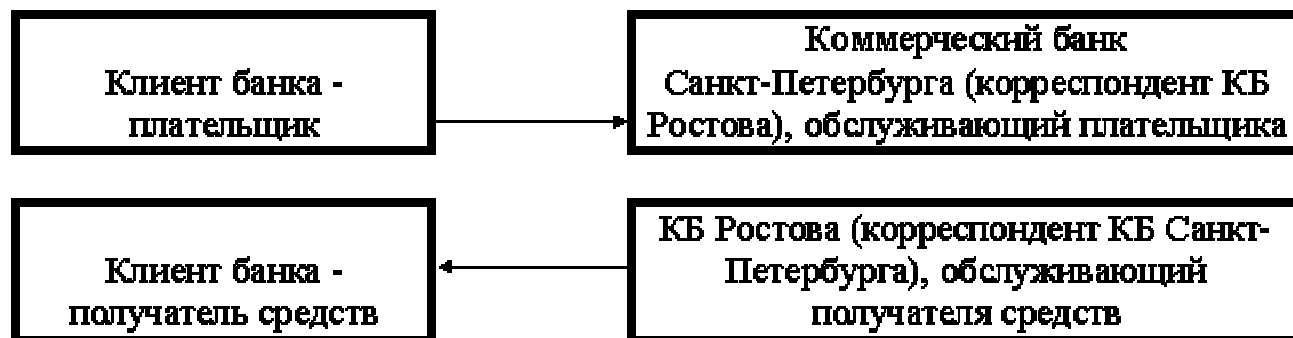 Клиент банка -
плательщик
Коммерческий банк
Санкт-Петербурга (корреспондент КБ
Ростова), обслуживающий плательщика
Клиент банка -
получатель средств
КБ Ростова (корреспондент КБ Санкт-
Петербурга), обслуживающий
получателя средств